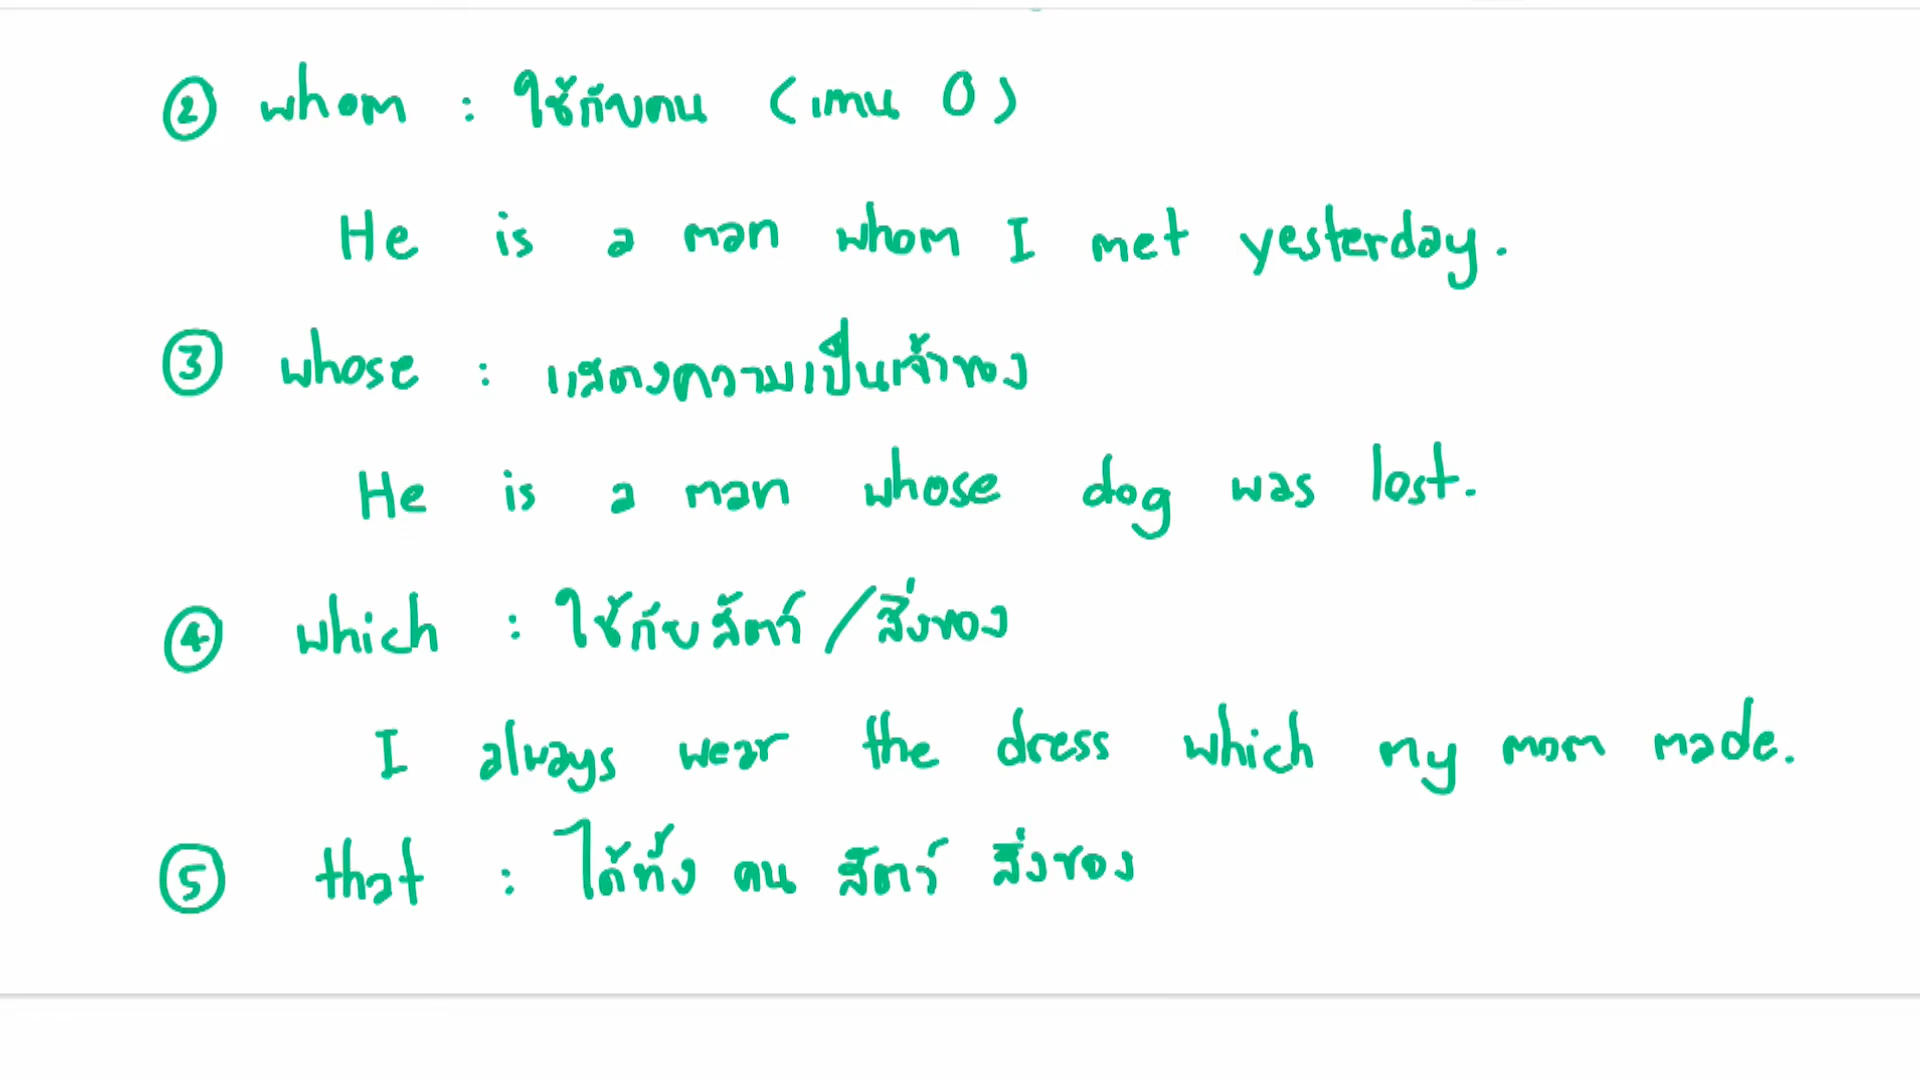 ② whom : ใช้กับคน (แทน O)
He is a man whom I met yesterday.
③ whose : แสดงความเป็นเจ้าของ
He is a man whose dog was lost.
④ which : ใช้กับสัตว์ / สิ่งของ
I always wear the dress which my mom made.
⑤ that : ได้ทั้ง คน สัตว์ สิ่งของ